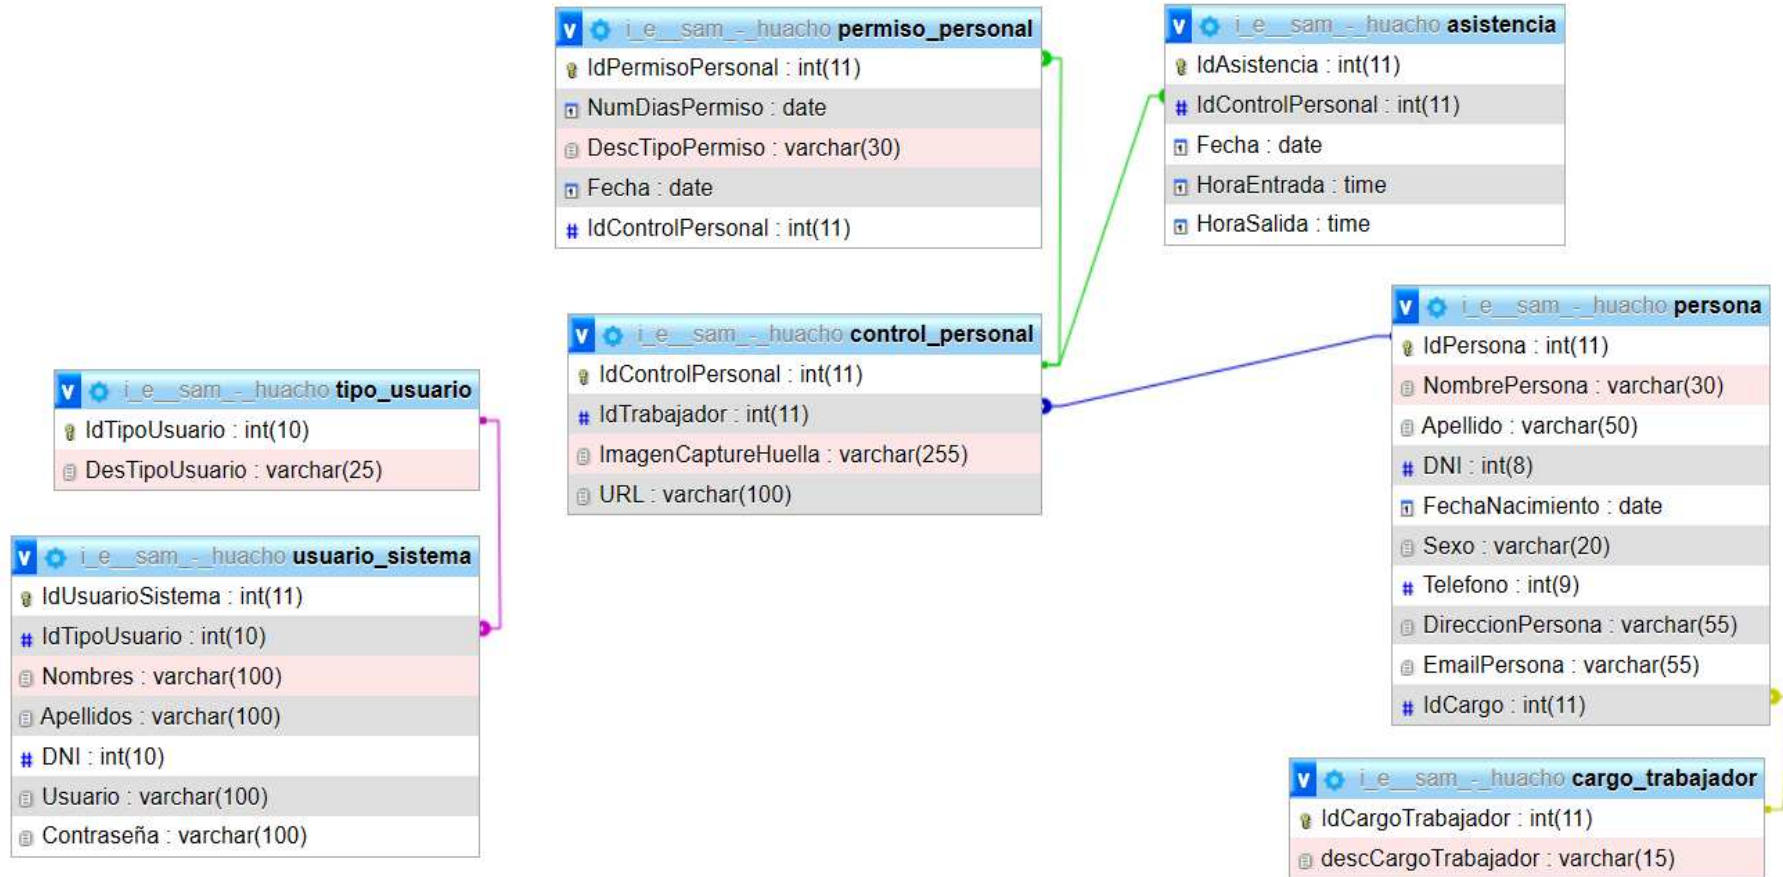 i_e__sam_-_huacho permiso_personal
IdPermisoPersonal : int(11)
NumDiasPermiso : date
DescTipoPermiso : varchar(30)
Fecha : date
IdControlPersonal : int(11)
i_e__sam_-_huacho asistencia
IdAsistencia : int(11)
IdControlPersonal : int(11)
Fecha : date
HoraEntrada : time
HoraSalida : time
i_e__sam_-_huacho control_personal
IdControlPersonal : int(11)
IdTrabajador : int(11)
ImagenCaptureHuella : varchar(255)
URL : varchar(100)
i_e__sam_-_huacho persona
IdPersona : int(11)
NombrePersona : varchar(30)
Apellido : varchar(50)
DNI : int(8)
FechaNacimiento : date
Sexo : varchar(20)
Telefono : int(9)
DireccionPersona : varchar(55)
EmailPersona : varchar(55)
IdCargo : int(11)
i_e__sam_-_huacho tipo_usuario
IdTipoUsuario : int(10)
DesTipoUsuario : varchar(25)
i_e__sam_-_huacho usuario_sistema
IdUsuarioSistema : int(11)
IdTipoUsuario : int(10)
Nombres : varchar(100)
Apellidos : varchar(100)
DNI : int(10)
Usuario : varchar(100)
Contraseña : varchar(100)
i_e__sam_-_huacho cargo_trabajador
IdCargoTrabajador : int(11)
descCargoTrabajador : varchar(15)